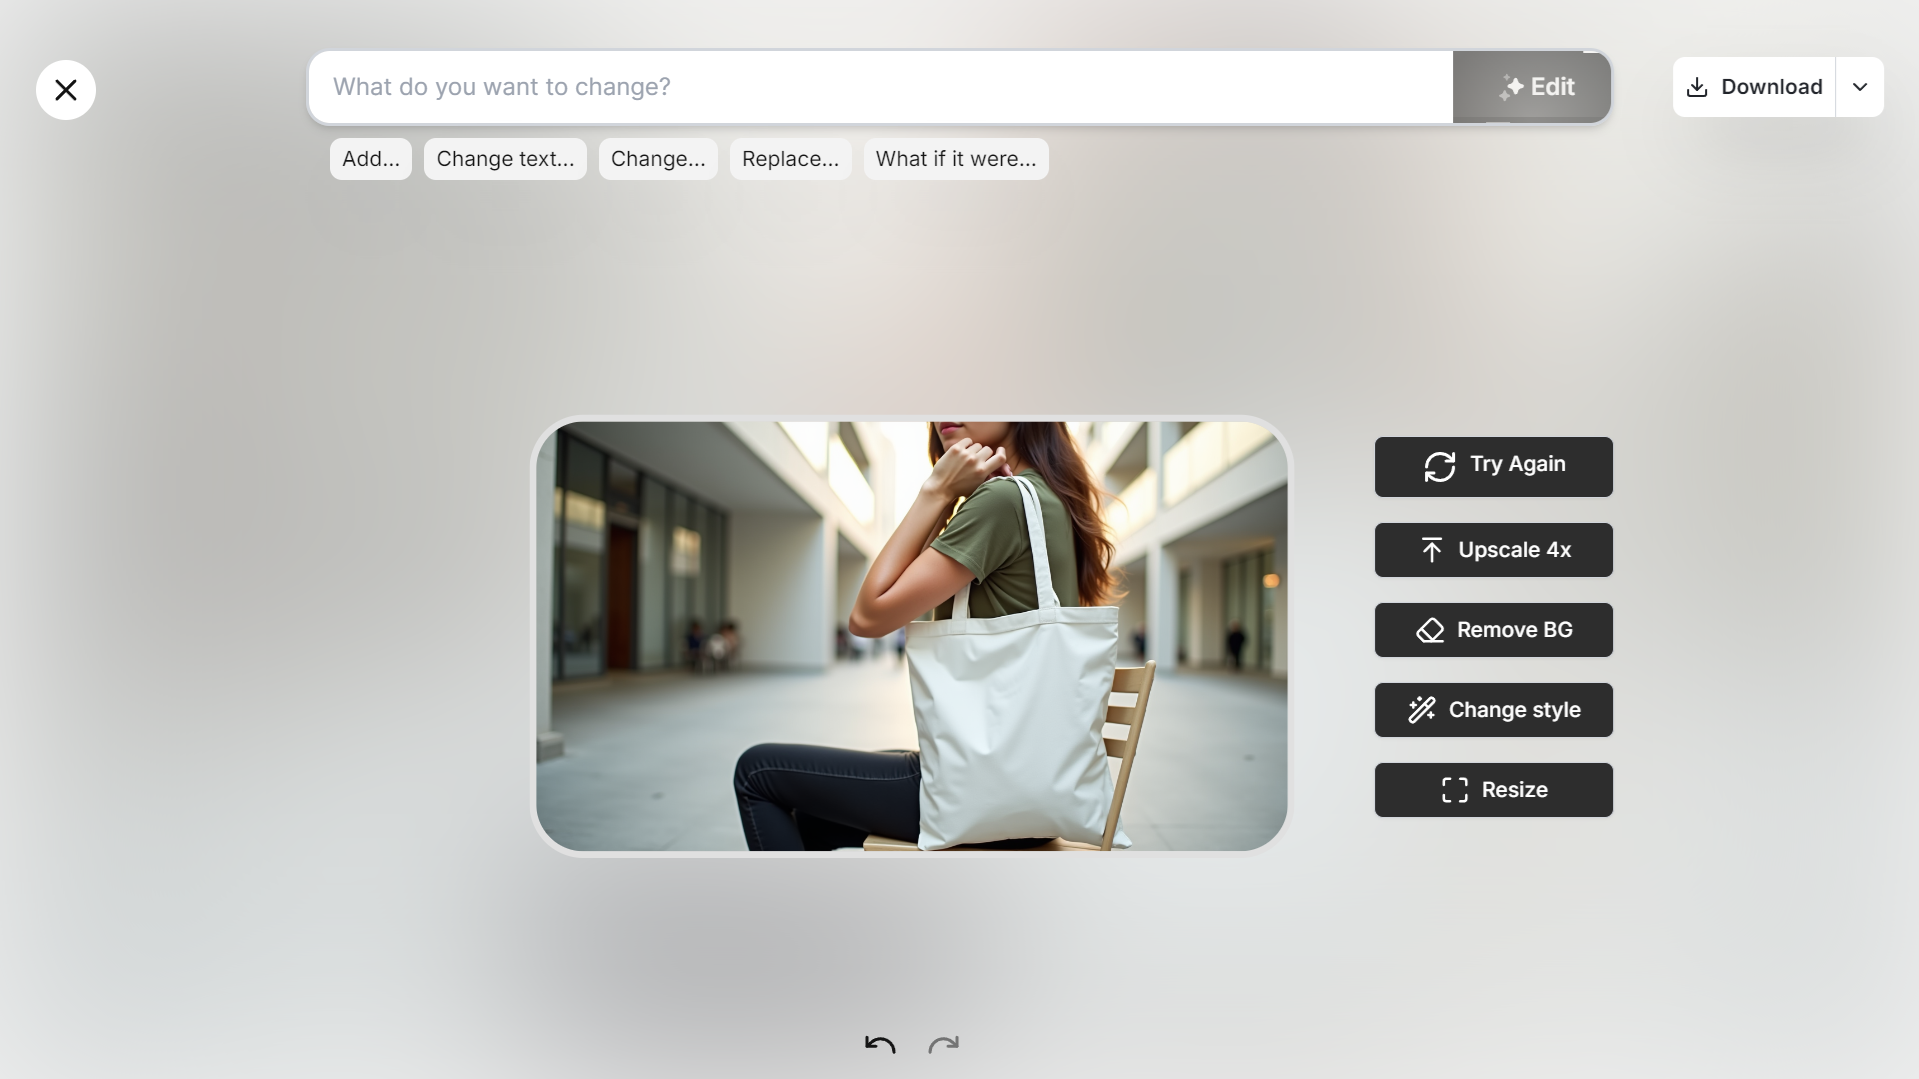 What do you want to change?
Edit
Download
Add...
Change text...
Change...
Replace...
What if it were...
Try Again
Upscale 4x
Remove BG
Change style
Resize